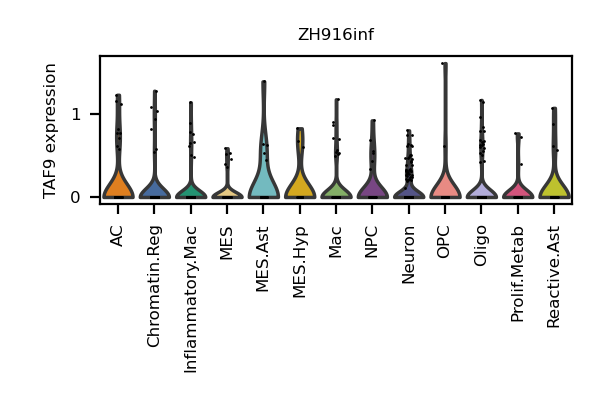 ZH916inf
TAF9 expression
1
0
AC
Chromatin.Reg
Inflammatory.Mac
MES
MES.Ast
MES.Hyp
Mac
NPC
Neuron
OPC
Oligo
Prolif.Metab
Reactive.Ast